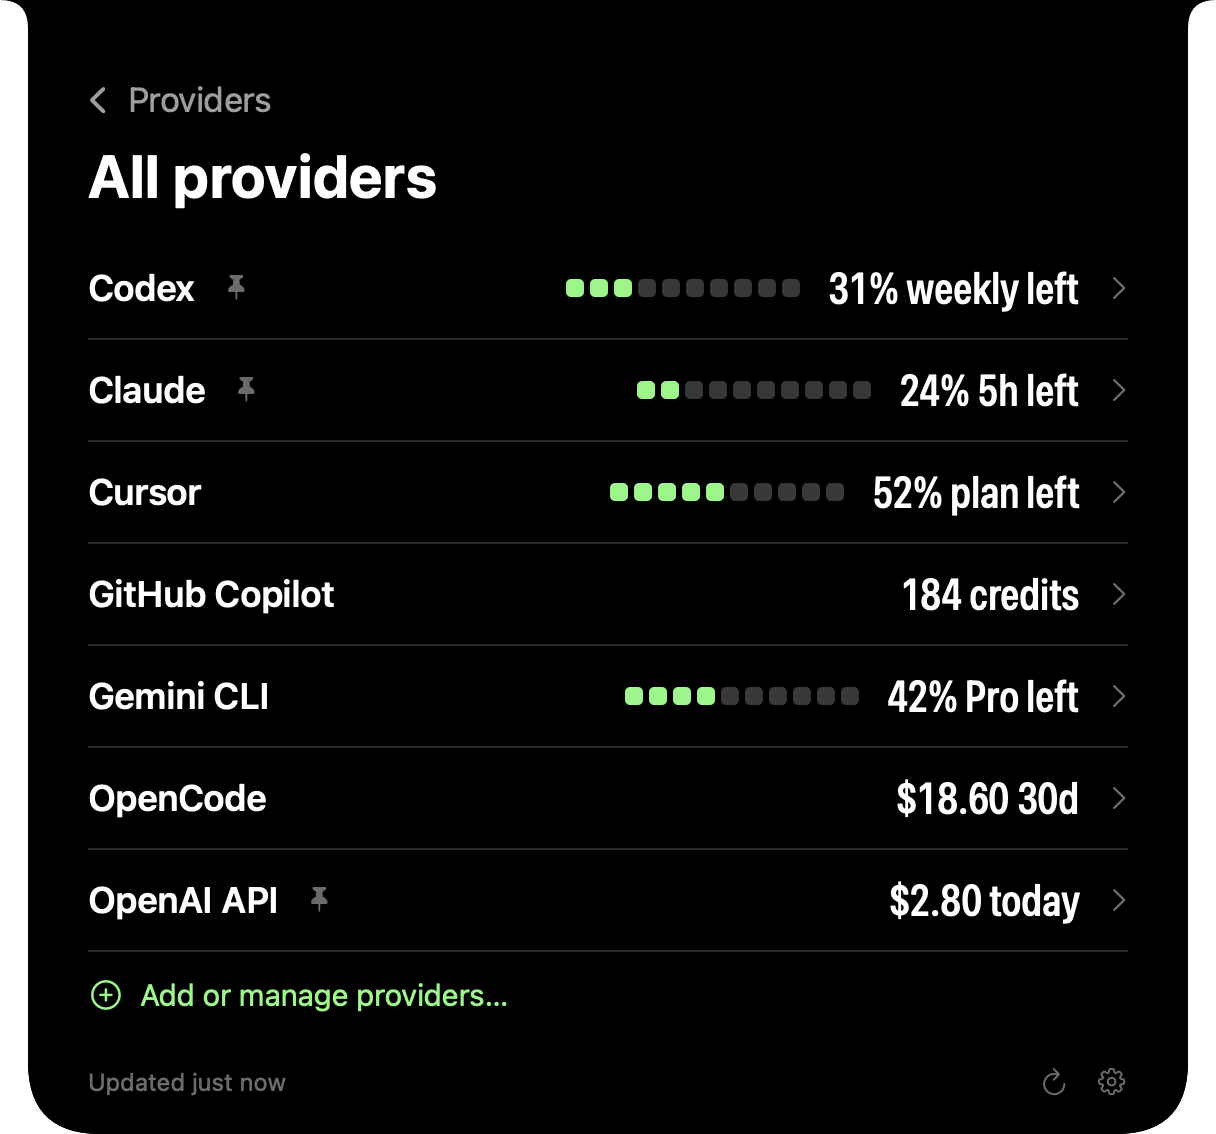 Providers
All providers
Codex 31% weekly left
Claude 24% 5h left
Cursor 52% plan left
GitHub Copilot 184 credits
Gemini CLI 42% Pro left
OpenCode $18.60 30d
OpenAI API $2.80 today
Add or manage providers...
Updated just now